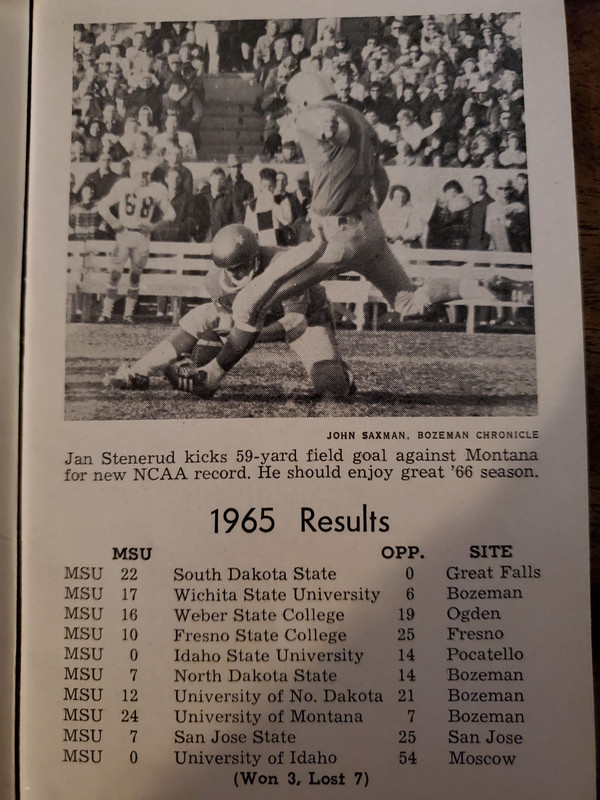 68
JOHN SAXMAN, BOZEMAN CHRONICLE
Jan Stenerud kicks 59-yard field goal against Montana
for new NCAA record. He should enjoy great '66 season.
1965 Results
MSU OPP. SITE
MSU 22 South Dakota State 0 Great Falls
MSU 17 Wichita State University 6 Bozeman
MSU 16 Weber State College 19 Ogden
MSU 10 Fresno State College 25 Fresno
MSU 0 Idaho State University 14 Pocatello
MSU 7 North Dakota State 14 Bozeman
MSU 12 University of No. Dakota 21 Bozeman
MSU 24 University of Montana 7 Bozeman
MSU 7 San Jose State 25 San Jose
MSU 0 University of Idaho 54 Moscow
(Won 3, Lost 7)